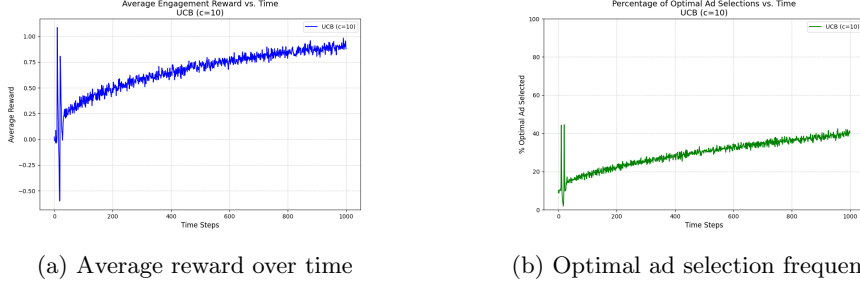 Average Engagement Reward vs. Time
UCB (c=10)
UCB (c=10)
1.00
0.75
0.50
0.25
0.00
−0.25
−0.50
Average Reward
0 200 400 600 800 1000
Time Steps
(a) Average reward over time
Percentage of Optimal Ad Selections vs. Time
UCB (c=10)
UCB (c=10)
100
80
60
40
20
0
% Optimal Ad Selected
0 200 400 600 800 1000
Time Steps
(b) Optimal ad selection frequen